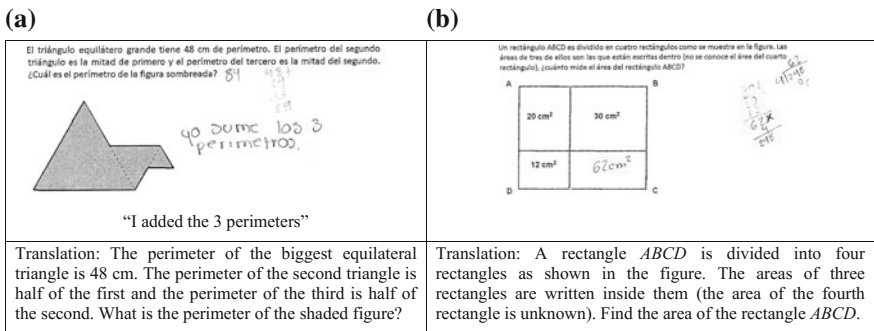 (a)
(b)
El triángulo equilátero grande tiene 48 cm de perímetro. El perímetro del segundo
triángulo es la mitad de primero y el perímetro del tercero es la mitad del segundo.
¿Cuál es el perímetro de la figura sombreada? 84
yo sume los 3
perimetros.
"I added the 3 perimeters"
Un rectángulo ABCD es dividido en cuatro rectángulos como se muestra en la figura. Las
áreas de tres de ellos son las que están escritas dentro (no se conoce el área del cuarto
rectángulo), ¿cuánto mide el área del rectángulo ABCD?
A
B
20 cm²
30 cm²
12 cm²
62cm²
D
C
62
4
Translation: The perimeter of the biggest equilateral
triangle is 48 cm. The perimeter of the second triangle is
half of the first and the perimeter of the third is half of
the second. What is the perimeter of the shaded figure?
Translation: A rectangle ABCD is divided into four
rectangles as shown in the figure. The areas of three
rectangles are written inside them (the area of the fourth
rectangle is unknown). Find the area of the rectangle ABCD.